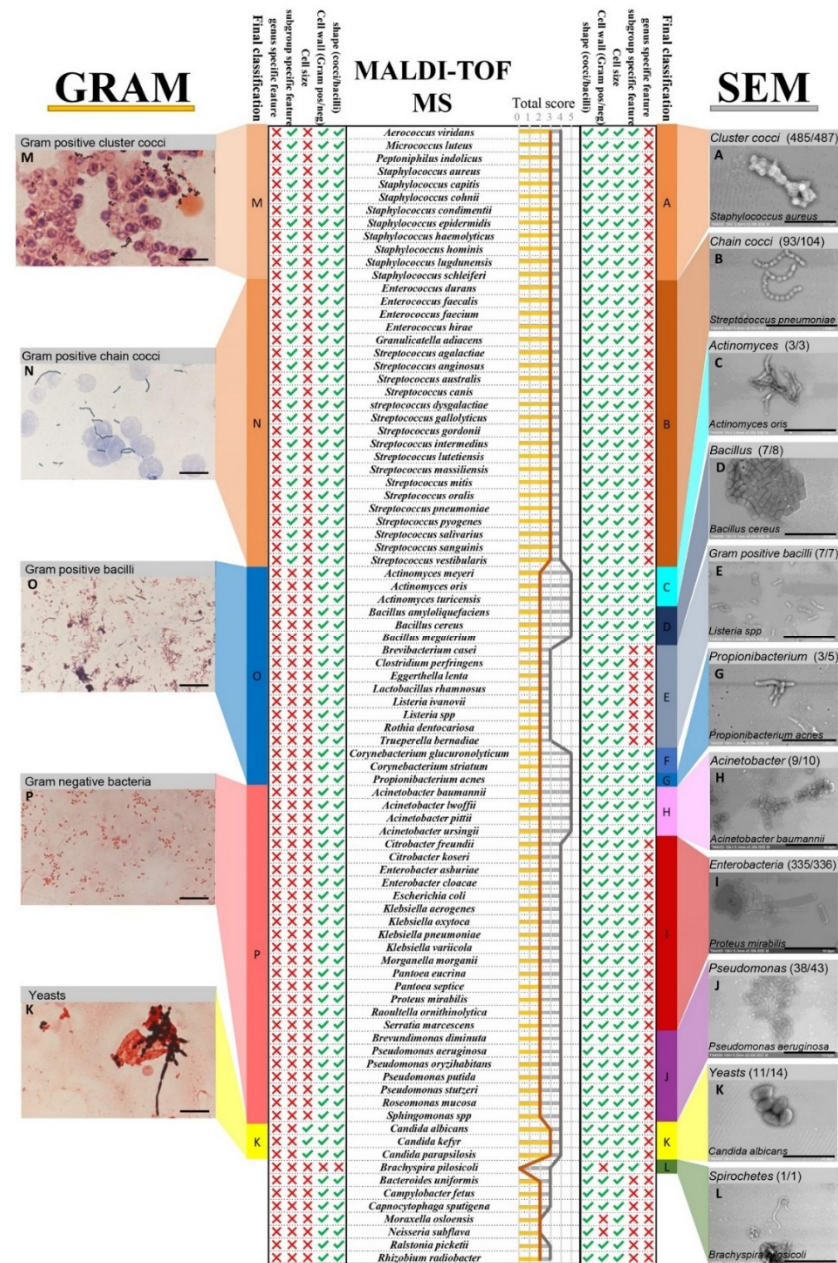 GRAM
Final classification
genus specific feature
subgroup specific feature
Cell size
Cell wall (Gram pos/neg)
shape (cocci/bacilli)
MALDI-TOF
MS
Total score
0 1 2 3 4 5
shape (cocci/bacilli)
Cell wall (Gram pos/neg)
Cell size
subgroup specific feature
genus specific feature
Final classification
SEM
Gram positive cluster cocci
M
Gram positive chain cocci
N
Gram positive bacilli
O
Gram negative bacteria
P
Yeasts
K
M
N
O
P
K
Aerococcus viridans
Micrococcus luteus
Peptoniphilus indolicus
Staphylococcus aureus
Staphylococcus capitis
Staphylococcus cohnii
Staphylococcus condimentii
Staphylococcus epidermidis
Staphylococcus haemolyticus
Staphylococcus hominis
Staphylococcus lugdunensis
Staphylococcus schleiferi
Enterococcus durans
Enterococcus faecalis
Enterococcus faecium
Enterococcus hirae
Granulicatella adiacens
Streptococcus agalactiae
Streptococcus anginosus
Streptococcus australis
Streptococcus canis
streptococcus dysgalactiae
Streptococcus gallolyticus
Streptococcus gordonii
Streptococcus intermedius
Streptococcus lutetiensis
Streptococcus massiliensis
Streptococcus mitis
Streptococcus oralis
Streptococcus pneumoniae
Streptococcus pyogenes
Streptococcus salivarius
Streptococcus sanguinis
Streptococcus vestibularis
Actinomyces meyeri
Actinomyces oris
Actinomyces turicensis
Bacillus amyloliquefaciens
Bacillus cereus
Bacillus megaterium
Brevibacterium casei
Clostridium perfringens
Eggerthella lenta
Lactobacillus rhamnosus
Listeria ivanovii
Listeria spp
Rothia dentocariosa
Trueperella bernadiae
Corynebacterium glucuronolyticum
Corynebacterium striatum
Propionibacterium acnes
Acinetobacter baumannii
Acinetobacter lwoffii
Acinetobacter pittii
Acinetobacter ursingii
Citrobacter freundii
Citrobacter koseri
Enterobacter asburiae
Enterobacter cloacae
Escherichia coli
Klebsiella aerogenes
Klebsiella oxytoca
Klebsiella pneumoniae
Klebsiella variicola
Morganella morganii
Pantoea eucrina
Pantoea septice
Proteus mirabilis
Raoultella ornithinolytica
Serratia marcescens
Brevundimonas diminuta
Pseudomonas aeruginosa
Pseudomonas oryzihabitans
Pseudomonas putida
Pseudomonas stutzeri
Roseomonas mucosa
Sphingomonas spp
Candida albicans
Candida kefyr
Candida parapsilosis
Brachyspira pilosicoli
Bacteroides uniformis
Campylobacter fetus
Capnocytophaga sputigena
Moraxella osloensis
Neisseria subflava
Ralstonia picketii
Rhizobium radiobacter
A
B
C
D
E
F
G
H
I
J
K
L
Cluster cocci (485/487)
A
Staphylococcus aureus
Chain cocci (93/104)
B
Streptococcus pneumoniae
Actinomyces (3/3)
C
Actinomyces oris
Bacillus (7/8)
D
Bacillus cereus
Gram positive bacilli (7/7)
E
Listeria spp
Propionibacterium (3/5)
G
Propionibacterium acnes
Acinetobacter (9/10)
H
Acinetobacter baumannii
Enterobacteria (335/336)
I
Proteus mirabilis
Pseudomonas (38/43)
J
Pseudomonas aeruginosa
Yeasts (11/14)
K
Candida albicans
Spirochetes (1/1)
L
Brachyspira pilosicoli